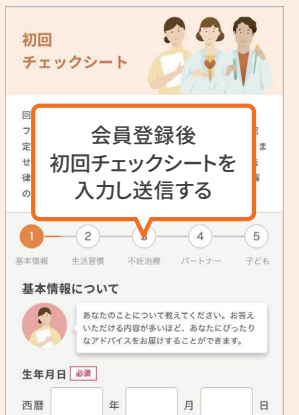 初回
チェックシート
会員登録後
初回チェックシートを
入力し送信する
1
2
4
5
基本情報
生活習慣
不妊治療
パートナー
子ども
基本情報について
あなたのことについて教えてください。お答え
いただける内容が多いほど、あなたにぴったり
なアドバイスをお届けすることができます。
生年月日 必須
西暦 年 月 日